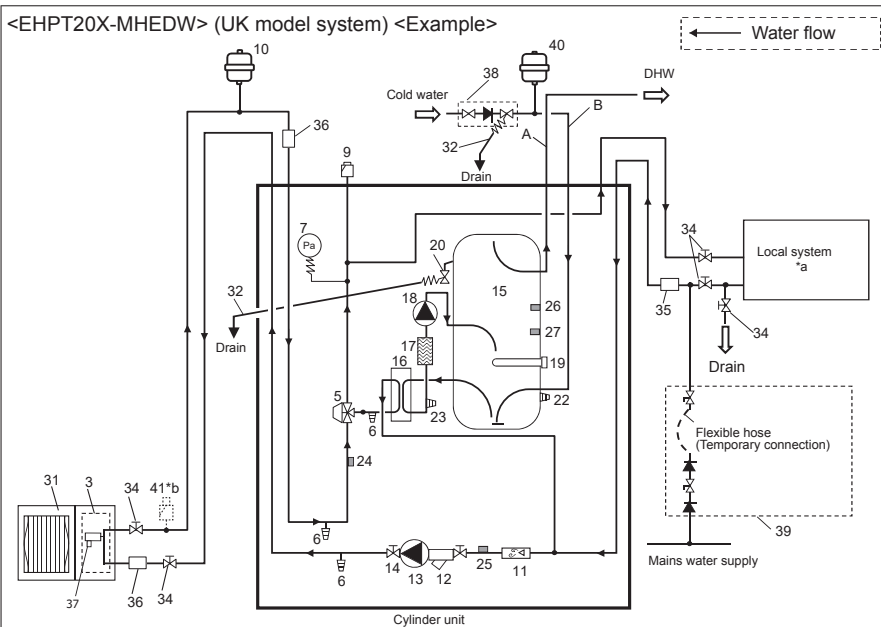 <EHPT20X-MHEDW> (UK model system) <Example>
Water flow
10
40
38
DHW
Cold water
B
A
36
32
9
Drain
7
Pa
20
34
Local system
*a
15
32
18
26
35
34
27
Drain
17
16
19
Drain
5
22
6
23
Flexible hose
(Temporary connection)
24
31
3
34
41*b
6
39
6
14
13
12
25
11
37
36
34
Mains water supply
Cylinder unit